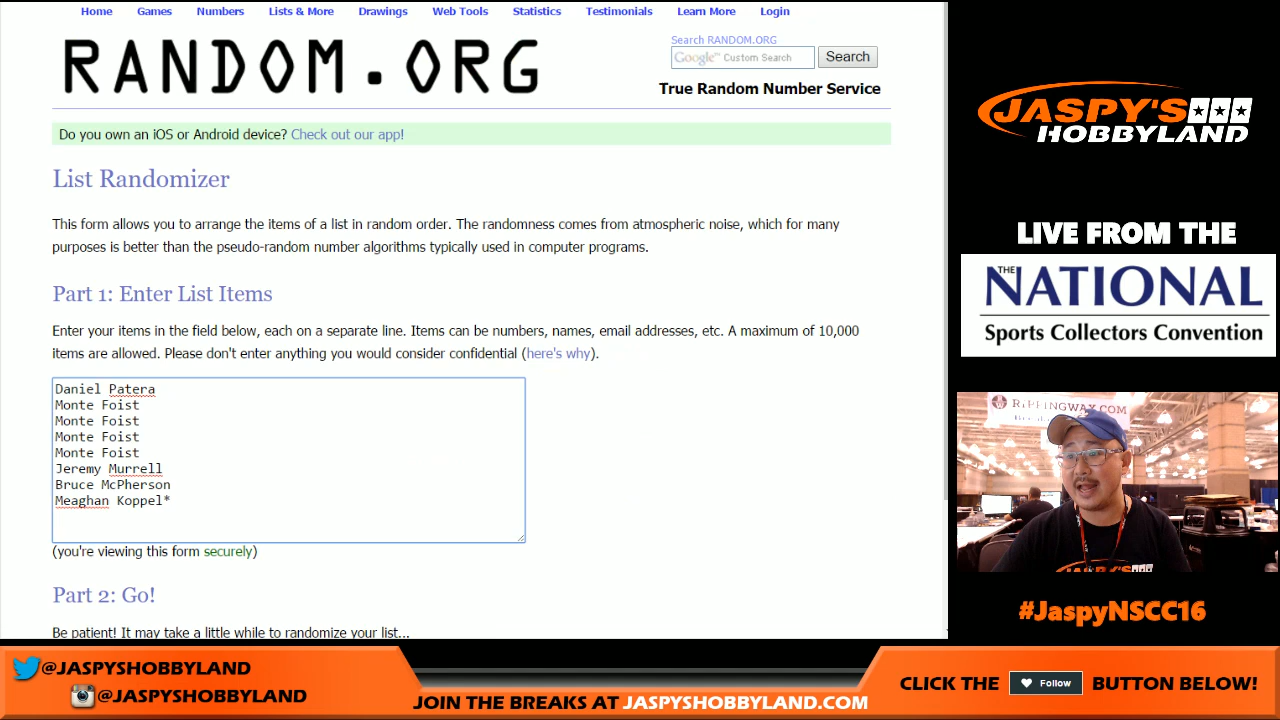 Home Games Numbers Lists & More Drawings Web Tools Statistics Testimonials Learn More Login
RANDOM.ORG
Search RANDOM.ORG
Google™ Custom Search Search
True Random Number Service
Do you own an iOS or Android device? Check out our app!
List Randomizer
This form allows you to arrange the items of a list in random order. The randomness comes from atmospheric noise, which for many
purposes is better than the pseudo-random number algorithms typically used in computer programs.
Part 1: Enter List Items
Enter your items in the field below, each on a separate line. Items can be numbers, names, email addresses, etc. A maximum of 10,000
items are allowed. Please don't enter anything you would consider confidential (here's why).
Daniel Patera
Monte Foist
Monte Foist
Monte Foist
Monte Foist
Jeremy Murrell
Bruce McPherson
Meaghan Koppel*
(you're viewing this form securely)
Part 2: Go!
Be patient! It may take a little while to randomize your list...
JASPY'S
HOBBYLAND
LIVE FROM THE
THE NATIONAL
Sports Collectors Convention
RIPPINGWAX.COM
JASPY'S
HOBBYLAND
#JaspyNSCC16
@JASPYSHOBBYLAND
@JASPYSHOBBYLAND
JOIN THE BREAKS AT JASPYSHOBBYLAND.COM
CLICK THE Follow BUTTON BELOW!